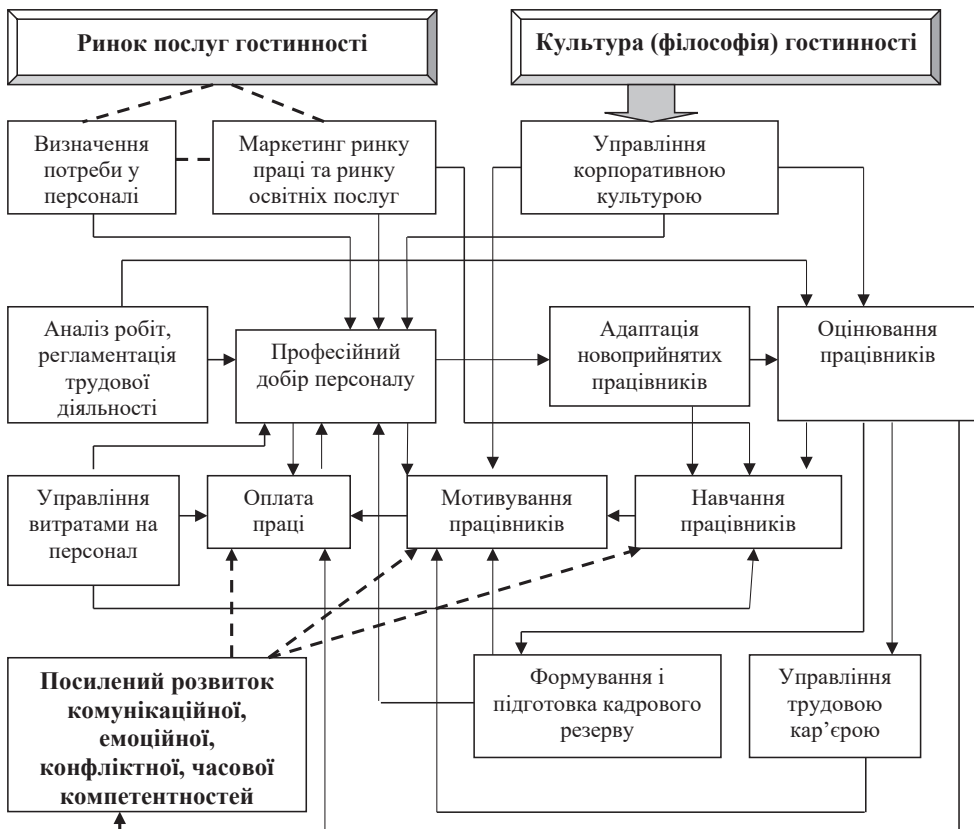 Ринок послуг гостинності
Культура (філософія) гостинності
Визначення
потреби у
персоналі
Маркетинг ринку
праці та ринку
освітніх послуг
Управління
корпоративною
культурою
Аналіз робіт,
регламентація
трудової
діяльності
Професійний
добір персоналу
Адаптація
новоприйнятих
працівників
Оцінювання
працівників
Управління
витратами на
персонал
Оплата
праці
Мотивування
працівників
Навчання
працівників
Посилений розвиток
комунікаційної,
емоційної,
конфліктної, часової
компетентностей
Формування і
підготовка кадрового
резерву
Управління
трудовою
кар’єрою